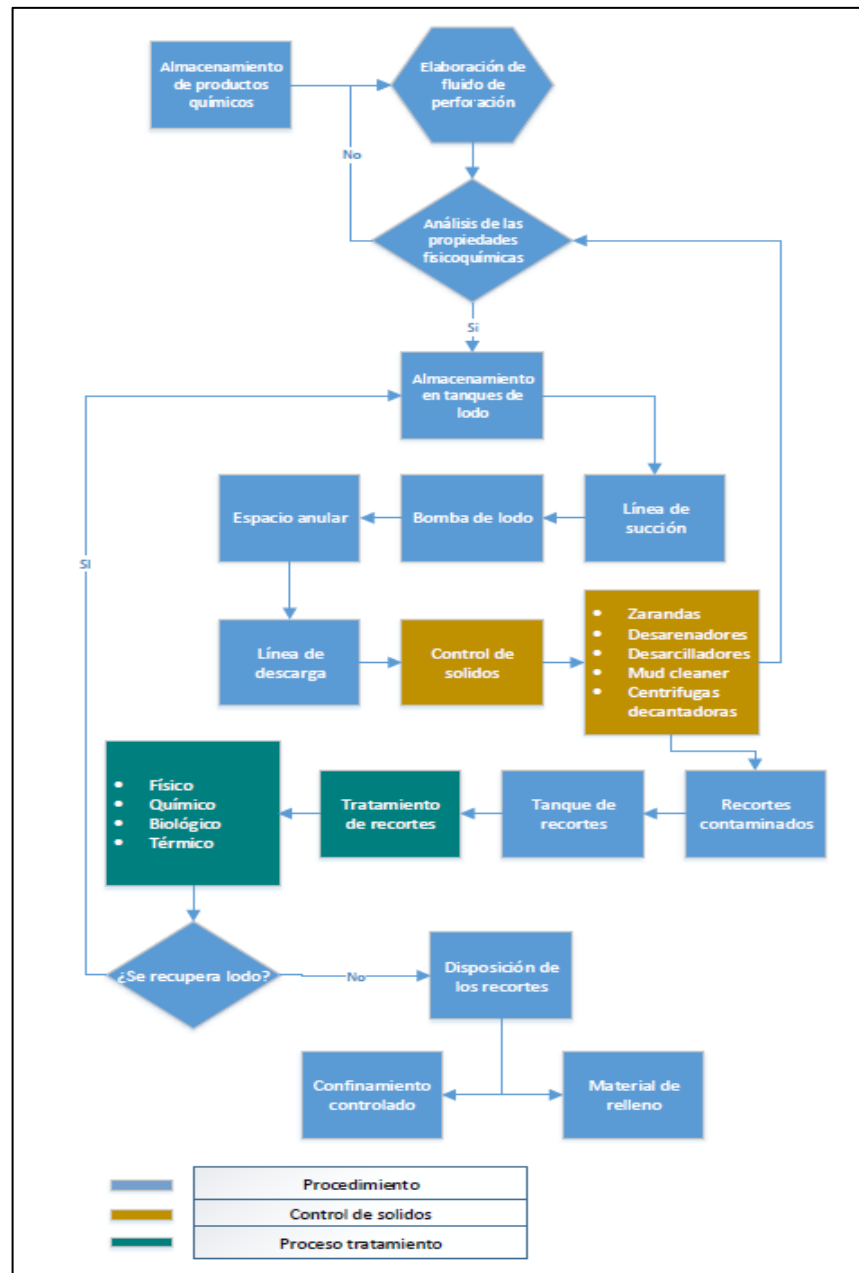 Almacenamiento
de productos
químicos
Elaboración de
fluido de
perforación
No
Análisis de las
propiedades
fisicoquímicas
Si
Almacenamiento
en tanques de
lodo
Espacio anular
Bomba de lodo
Línea de
succión
SI
Línea de
descarga
Control de
solidos
• Zarandas
• Desarenadores
• Desarcilladores
• Mud cleaner
• Centrifugas
decantadoras
• Físico
• Químico
• Biológico
• Térmico
Tratamiento
de recortes
Tanque de
recortes
Recortes
contaminados
¿Se recupera lodo?
No
Disposición de
los recortes
Confinamiento
controlado
Material de
relleno
Procedimiento
Control de solidos
Proceso tratamiento